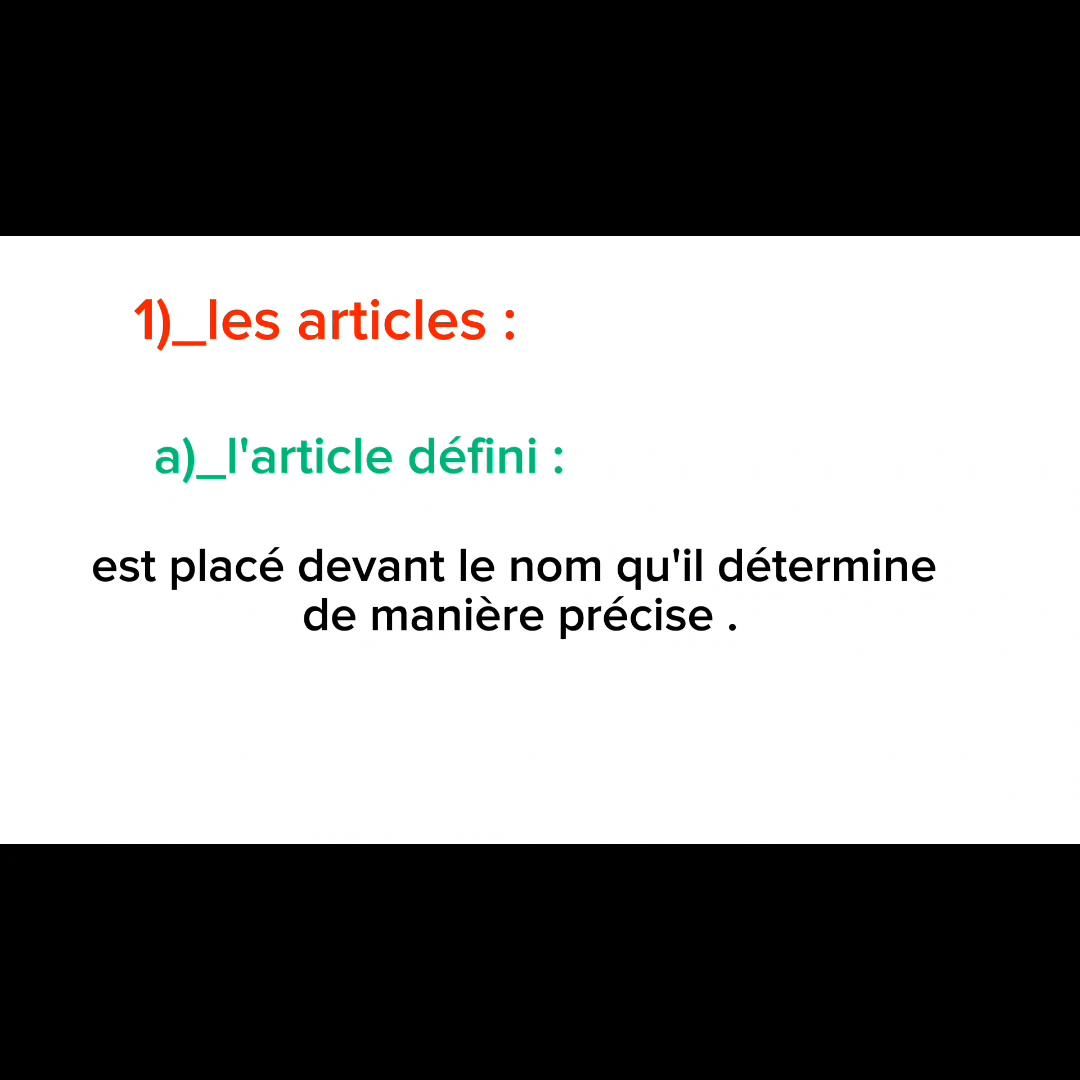 1)_les articles :
a)_l'article défini :
est placé devant le nom qu'il détermine
de manière précise .